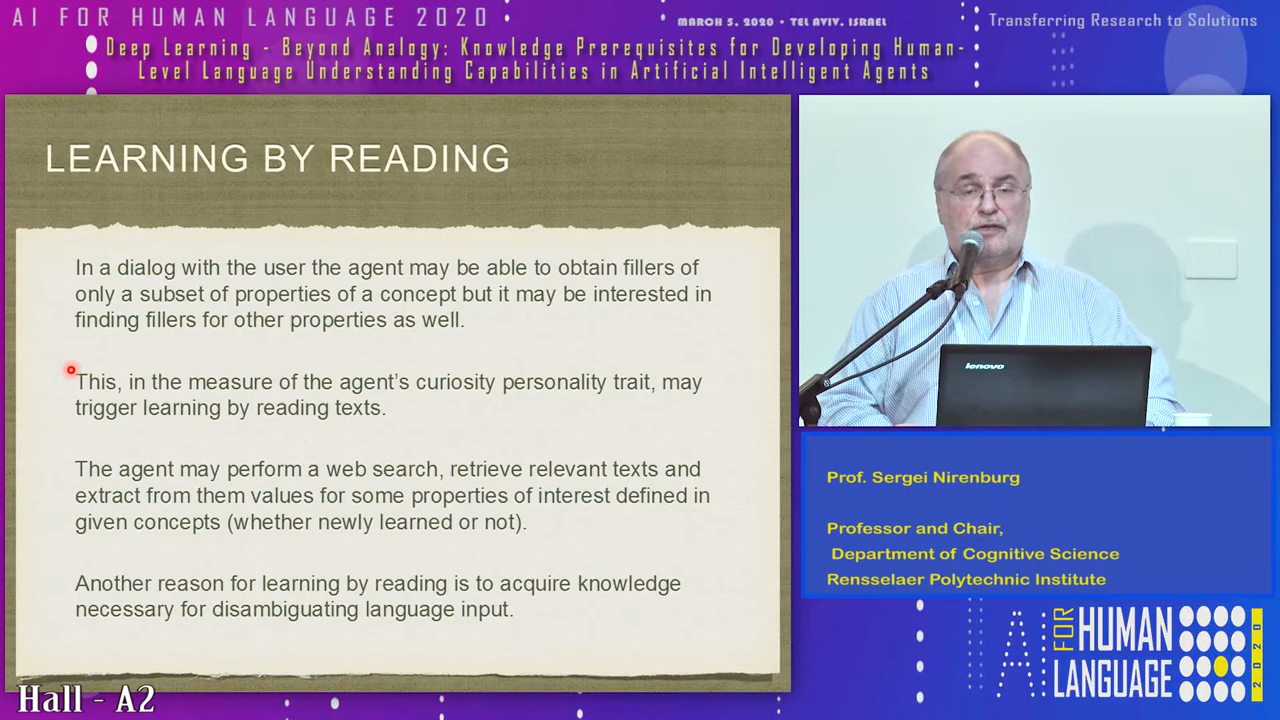 AI FOR HUMAN LANGUAGE 2020
MARCH 5, 2020 • TEL AVIV, ISRAEL
Transferring Research to Solutions
Deep Learning - Beyond Analogy: Knowledge Prerequisites for Developing Human-
Level Language Understanding Capabilities in Artificial Intelligent Agents
LEARNING BY READING
In a dialog with the user the agent may be able to obtain fillers of
only a subset of properties of a concept but it may be interested in
finding fillers for other properties as well.
This, in the measure of the agent's curiosity personality trait, may
trigger learning by reading texts.
The agent may perform a web search, retrieve relevant texts and
extract from them values for some properties of interest defined in
given concepts (whether newly learned or not).
Another reason for learning by reading is to acquire knowledge
necessary for disambiguating language input.
lenovo
Prof. Sergei Nirenburg
Professor and Chair,
Department of Cognitive Science
Rensselaer Polytechnic Institute
AI FOR HUMAN
LANGUAGE
2020
Hall - A2